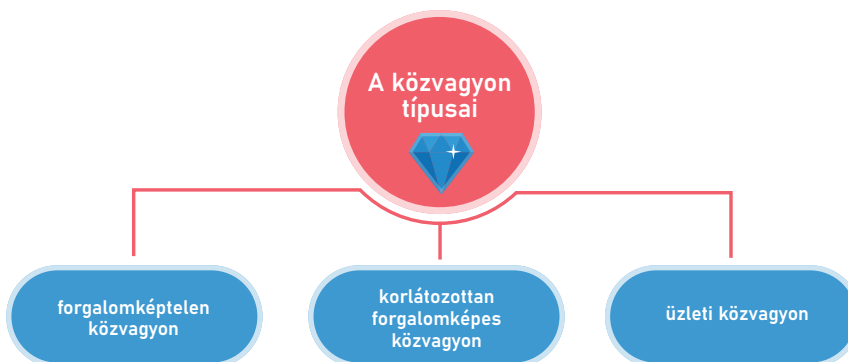 A közvagyon
típusai
forgalomképtelen
közvagyon
korlátozottan
forgalomképes
közvagyon
üzleti közvagyon